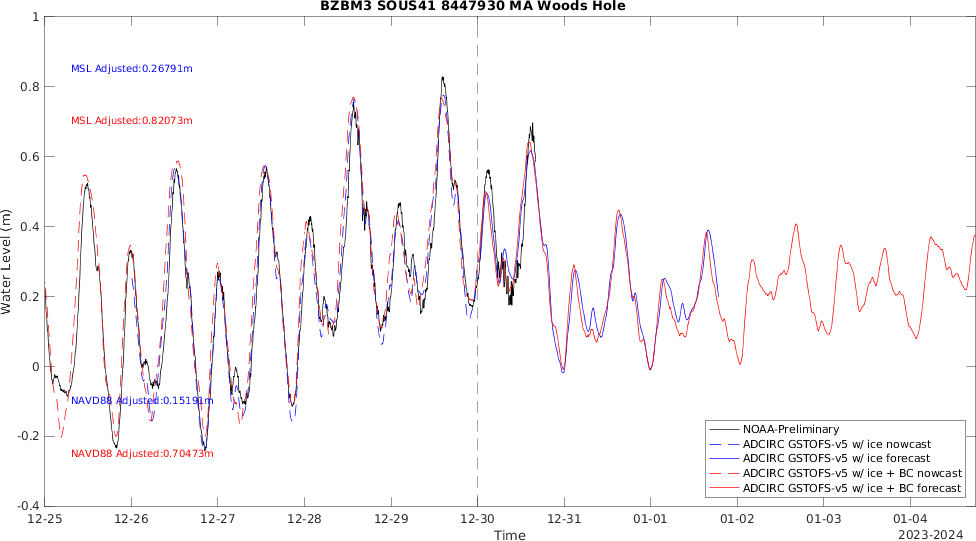 BZBM3 SOUS41 8447930 MA Woods Hole
1
0.8
0.6
0.4
0.2
0
-0.2
-0.4
Water Level (m)
MSL Adjusted:0.26791m
MSL Adjusted:0.82073m
NAVD88 Adjusted:0.15191m
NAVD88 Adjusted:0.70473m
NOAA-Preliminary
ADCIRC GSTOFS-v5 w/ ice nowcast
ADCIRC GSTOFS-v5 w/ ice forecast
ADCIRC GSTOFS-v5 w/ ice + BC nowcast
ADCIRC GSTOFS-v5 w/ ice + BC forecast
12-25 12-26 12-27 12-28 12-29 12-30 12-31 01-01 01-02 01-03 01-04
Time
2023-2024